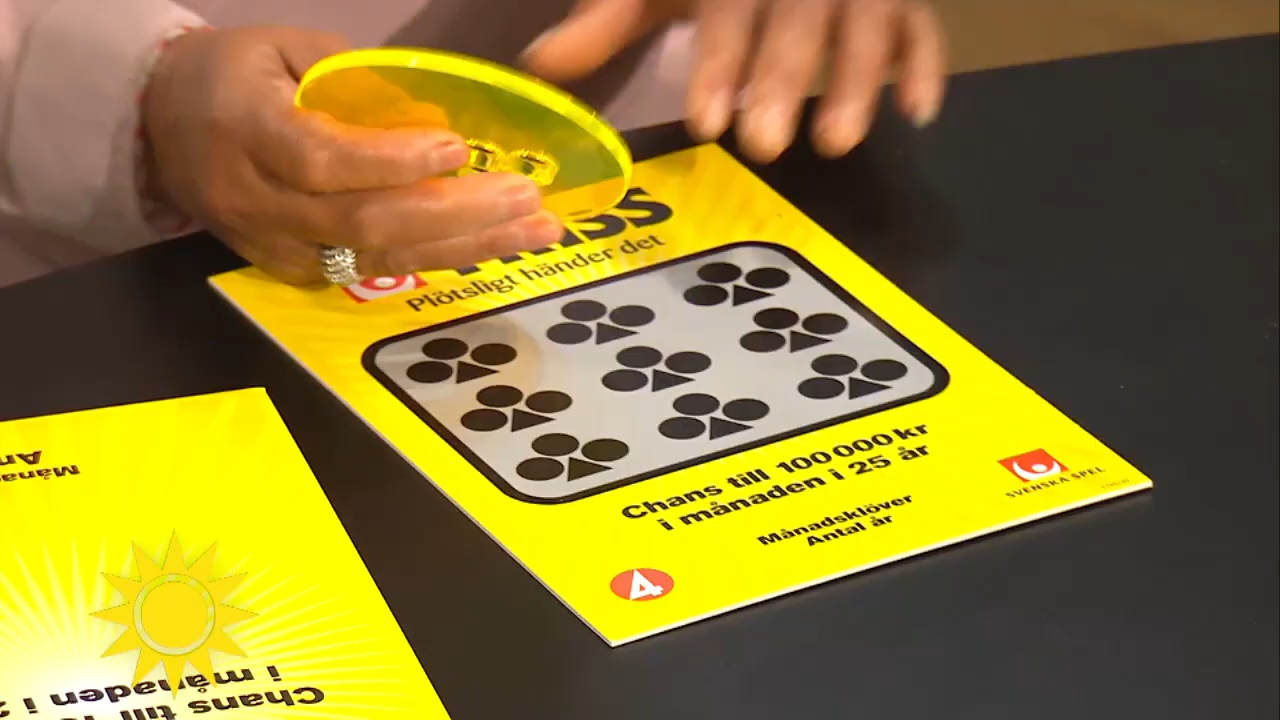 Plötsligt händer det
Chans till 100 000 kr
i månaden i 25 år
Månadsklöver
Antal år
SVENSKA SPEL
4
Chans till
i månaden i